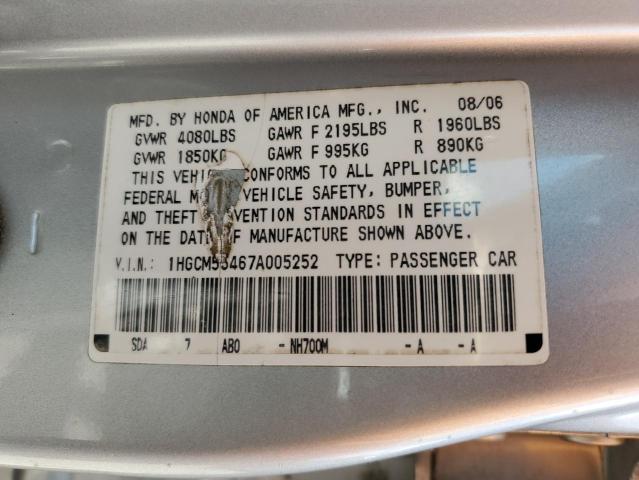 MFD. BY HONDA OF AMERICA MFG., INC. 08/06
GVWR 4080LBS GAWR F 2195LBS R 1960LBS
GVWR 1850KG GAWR F 995KG R 890KG
THIS VEHI CONFORMS TO ALL APPLICABLE
FEDERAL M VEHICLE SAFETY, BUMPER,
AND THEFT VENTION STANDARDS IN EFFECT
ON THE DATE OF MANUFACTURE SHOWN ABOVE.
V.I.N.: 1HGCM55467A005252 TYPE: PASSENGER CAR
SDA 7 AB0 - NH700M - A - A